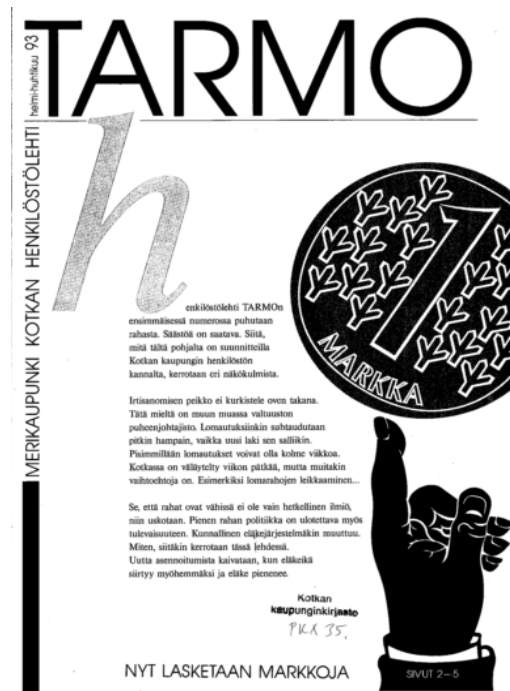 TARMO
helmi-huhtikuu 93
MERIKAUPUNKI KOTKAN HENKILÖSTÖLEHTI
1
MARKKA
henkilöstölehti TARMOn
ensimmäisessä numerossa puhutaan
rahasta. Säästöä on saatava. Siitä,
mitä tältä pohjalta on suunnitteilla
Kotkan kaupungin henkilöstön
kannalta, kerrotaan eri näkökulmista.
Irtisanomisen peikko ei kurkistele oven takana.
Tätä mieltä on muun muassa valtuuston
puheenjohtajisto. Lomautuksiinkin suhtaudutaan
pitkin hampain, vaikka uusi laki sen salliikin.
Pisimmillään lomautukset voivat olla kolme viikkoa.
Kotkassa on väläytelty viikon pätkää, mutta muitakin
vaihtoehtoja on. Esimerkiksi lomarahojen leikkaaminen...
Se, että rahat ovat vähissä ei ole vain hetkellinen ilmiö,
niin uskotaan. Pienen rahan politiikka on ulotettava myös
tulevaisuuteen. Kunnallinen eläkejärjestelmäkin muuttuu.
Miten, siitäkin kerrotaan tässä lehdessä.
Uutta asennoitumista kaivataan, kun eläkeikä
siirtyy myöhemmäksi ja eläke pienenee.
Kotkan
kaupunginkirjasto
PKK 35,
NYT LASKETAAN MARKKOJA
SIVUT 2–5